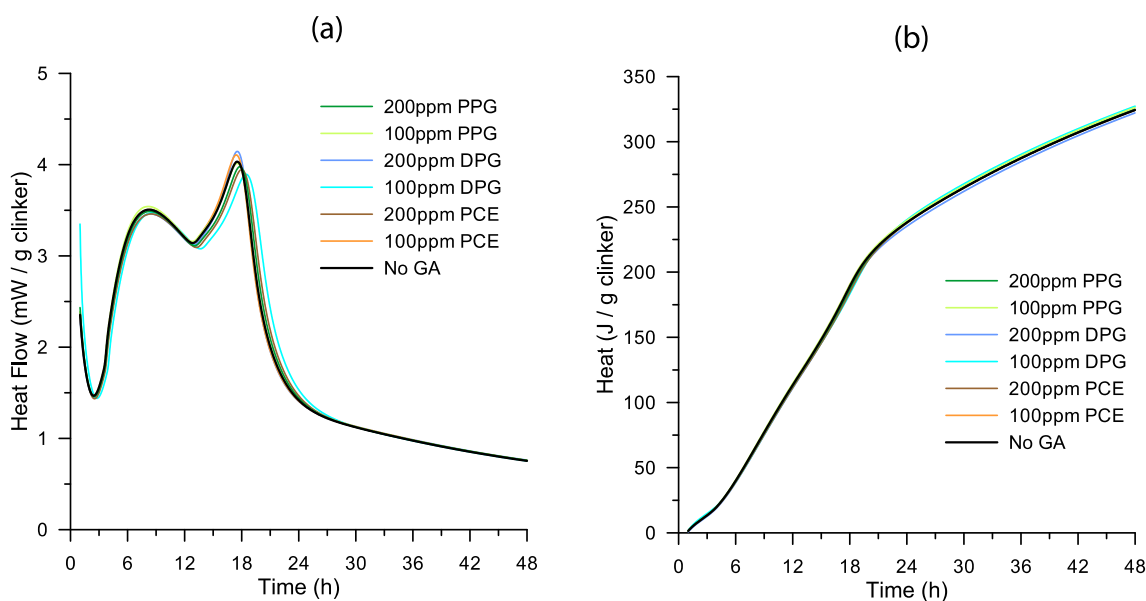 (a)
Heat Flow (mW / g clinker)
5
4
3
2
1
0
200ppm PPG
100ppm PPG
200ppm DPG
100ppm DPG
200ppm PCE
100ppm PCE
No GA
0 6 12 18 24 30 36 42 48
Time (h)
(b)
Heat (J / g clinker)
350
300
250
200
150
100
50
0
200ppm PPG
100ppm PPG
200ppm DPG
100ppm DPG
200ppm PCE
100ppm PCE
No GA
0 6 12 18 24 30 36 42 48
Time (h)